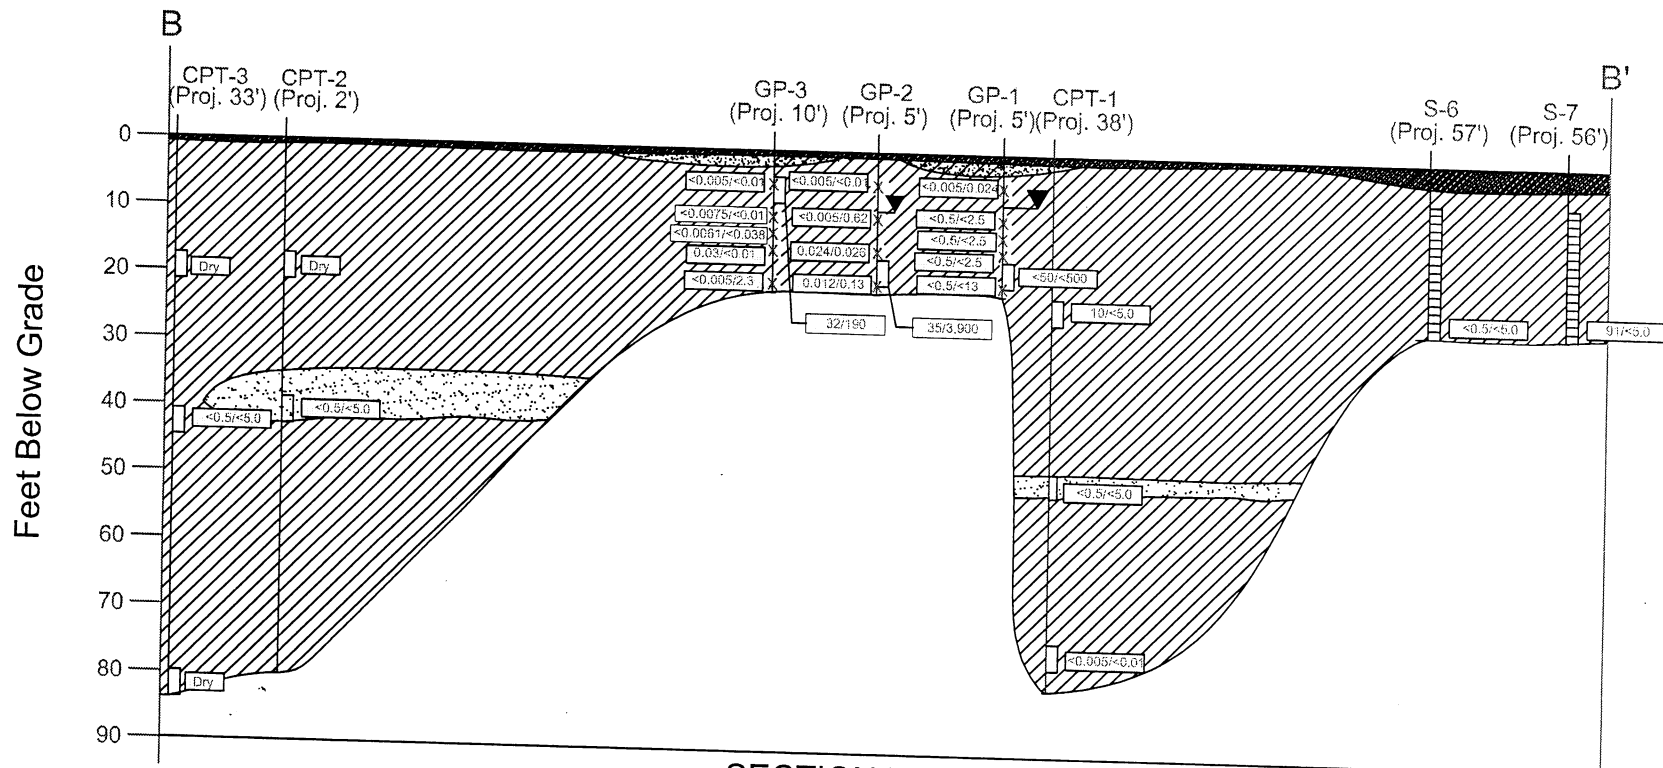 B
B'
CPT-3
(Proj. 33')
CPT-2
(Proj. 2')
GP-3
(Proj. 10')
GP-2
(Proj. 5')
GP-1
(Proj. 5')
CPT-1
(Proj. 38')
S-6
(Proj. 57')
S-7
(Proj. 56')
Feet Below Grade
0
10
20
30
40
50
60
70
80
90
Dry
Dry
<0.5/<5.0
<0.5/<5.0
Dry
<0.005/<0.01
<0.0075/<0.01
<0.0061/<0.038
0.03/<0.01
<0.005/2.3
32/190
<0.005/<0.01
<0.005/0.62
0.024/0.026
0.012/0.13
35/3,900
<0.005/0.024
<0.5/<2.5
<0.5/<2.5
<0.5/<2.5
<0.5/<13
<50/<500
10/<5.0
<0.5/<5.0
<0.005/<0.01
<0.5/<5.0
91/<5.0